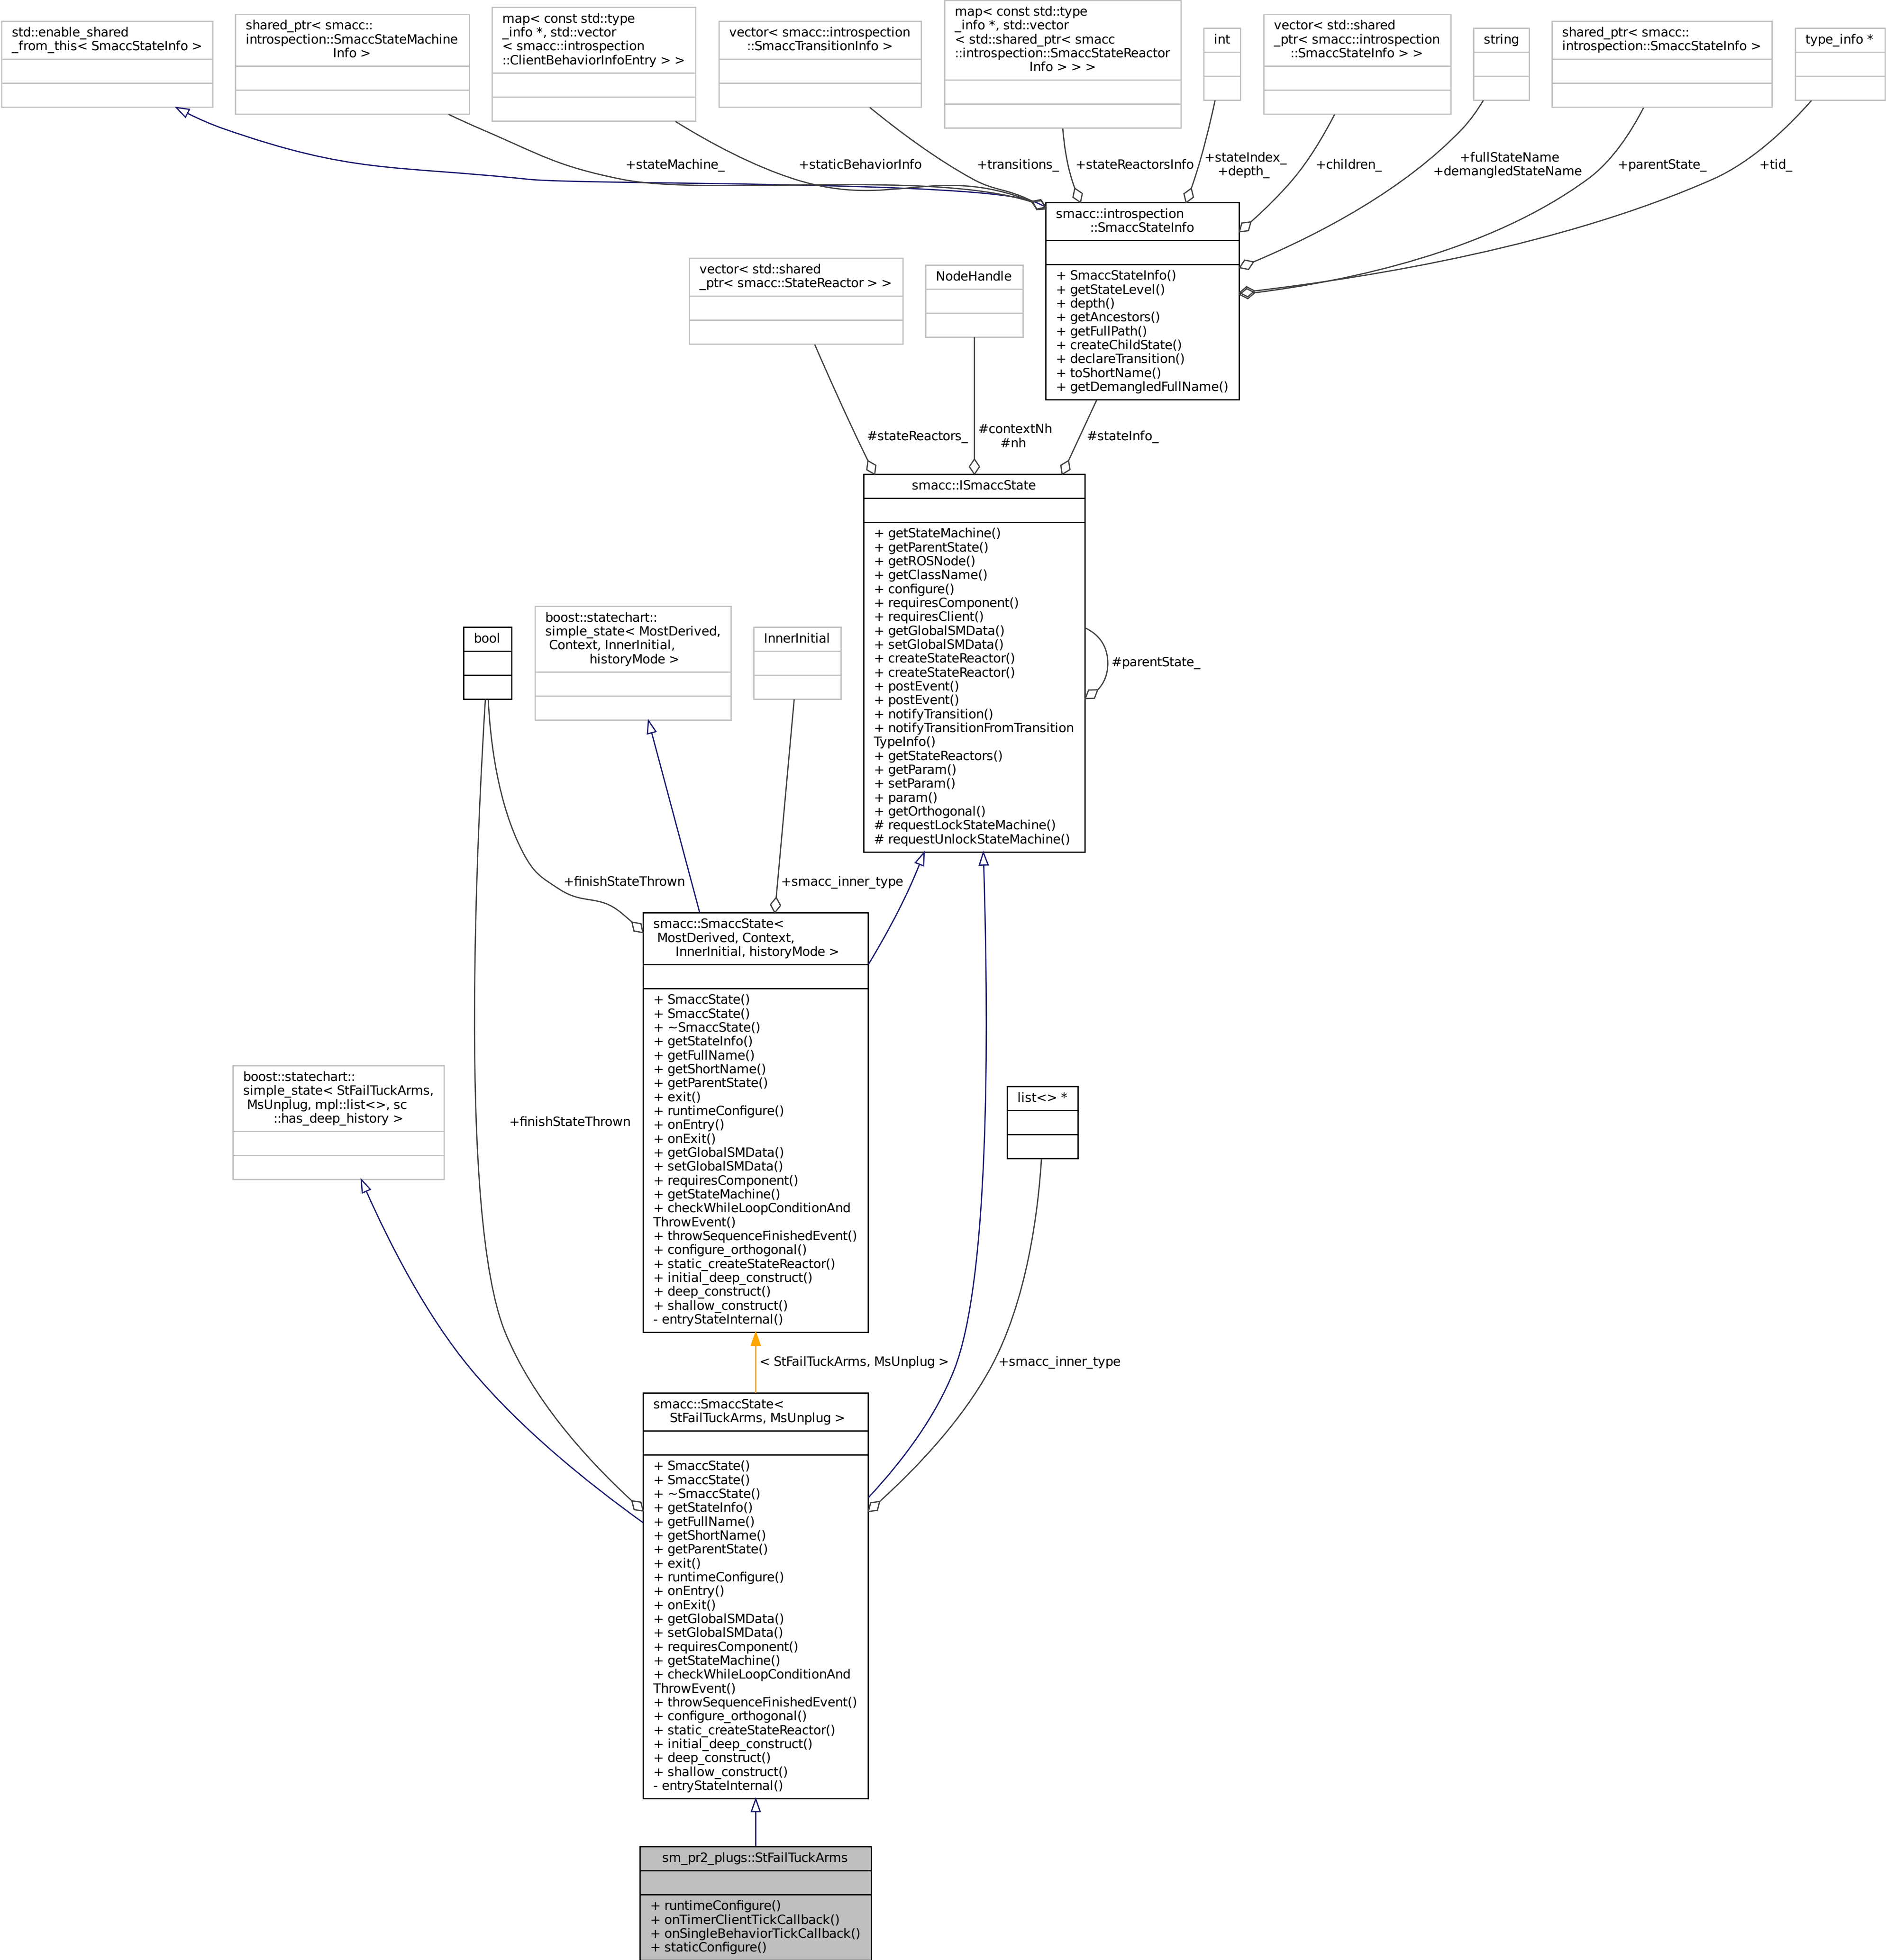 std::enable_shared
_from_this< SmaccStateInfo >
shared_ptr< smacc::
introspection::SmaccStateMachine
Info >
map< const std::type
_info *, std::vector
< smacc::introspection
::ClientBehaviorInfoEntry > >
vector< smacc::introspection
::SmaccTransitionInfo >
map< const std::type
_info *, std::vector
< std::shared_ptr< smacc
::introspection::SmaccStateReactor
Info > > >
int
vector< std::shared
_ptr< smacc::introspection
::SmaccStateInfo > >
string
shared_ptr< smacc::
introspection::SmaccStateInfo >
type_info *
+stateMachine_
+staticBehaviorInfo
+transitions_
+stateReactorsInfo
+stateIndex_
+depth_
+children_
+fullStateName
+demangledStateName
+parentState_
+tid_
smacc::introspection
::SmaccStateInfo
+ SmaccStateInfo()
+ getStateLevel()
+ depth()
+ getAncestors()
+ getFullPath()
+ createChildState()
+ declareTransition()
+ toShortName()
+ getDemangledFullName()
vector< std::shared
_ptr< smacc::StateReactor > >
NodeHandle
#stateReactors_
#contextNh
#nh
#stateInfo_
smacc::ISmaccState
+ getStateMachine()
+ getParentState()
+ getROSNode()
+ getClassName()
+ configure()
+ requiresComponent()
+ requiresClient()
+ getGlobalSMData()
+ setGlobalSMData()
+ createStateReactor()
+ createStateReactor()
+ postEvent()
+ postEvent()
+ notifyTransition()
+ notifyTransitionFromTransition
TypeInfo()
+ getStateReactors()
+ getParam()
+ setParam()
+ param()
+ getOrthogonal()
# requestLockStateMachine()
# requestUnlockStateMachine()
#parentState_
bool
boost::statechart::
simple_state< MostDerived,
Context, InnerInitial,
historyMode >
InnerInitial
+finishStateThrown
+smacc_inner_type
smacc::SmaccState<
MostDerived, Context,
InnerInitial, historyMode >
+ SmaccState()
+ SmaccState()
+ ~SmaccState()
+ getStateInfo()
+ getFullName()
+ getShortName()
+ getParentState()
+ exit()
+ runtimeConfigure()
+ onEntry()
+ onExit()
+ getGlobalSMData()
+ setGlobalSMData()
+ requiresComponent()
+ getStateMachine()
+ checkWhileLoopConditionAnd
ThrowEvent()
+ throwSequenceFinishedEvent()
+ configure_orthogonal()
+ static_createStateReactor()
+ initial_deep_construct()
+ deep_construct()
+ shallow_construct()
- entryStateInternal()
boost::statechart::
simple_state< StFailTuckArms,
MsUnplug, mpl::list<>, sc
::has_deep_history >
+finishStateThrown
list<> *
< StFailTuckArms, MsUnplug >
+smacc_inner_type
smacc::SmaccState<
StFailTuckArms, MsUnplug >
+ SmaccState()
+ SmaccState()
+ ~SmaccState()
+ getStateInfo()
+ getFullName()
+ getShortName()
+ getParentState()
+ exit()
+ runtimeConfigure()
+ onEntry()
+ onExit()
+ getGlobalSMData()
+ setGlobalSMData()
+ requiresComponent()
+ getStateMachine()
+ checkWhileLoopConditionAnd
ThrowEvent()
+ throwSequenceFinishedEvent()
+ configure_orthogonal()
+ static_createStateReactor()
+ initial_deep_construct()
+ deep_construct()
+ shallow_construct()
- entryStateInternal()
sm_pr2_plugs::StFailTuckArms
+ runtimeConfigure()
+ onTimerClientTickCallback()
+ onSingleBehaviorTickCallback()
+ staticConfigure()